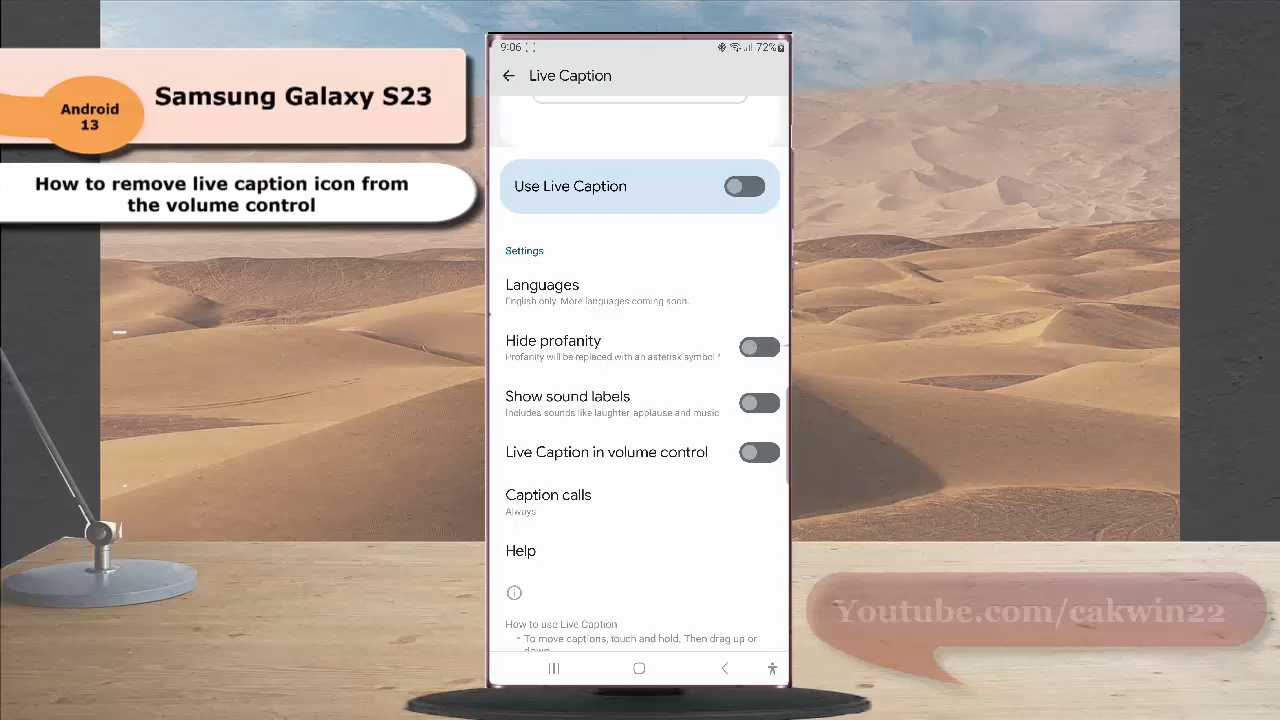 Samsung Galaxy S23
Android
13
How to remove live caption icon from
the volume control
9:06
72%
Live Caption
Use Live Caption
Settings
Languages
English only. More languages coming soon.
Hide profanity
Profanity will be replaced with an asterisk symbol *
Show sound labels
Includes sounds like laughter, applause and music
Live Caption in volume control
Caption calls
Always
Help
How to use Live Caption
• To move captions, touch and hold. Then drag up or
down.
Youtube.com/cakwin22